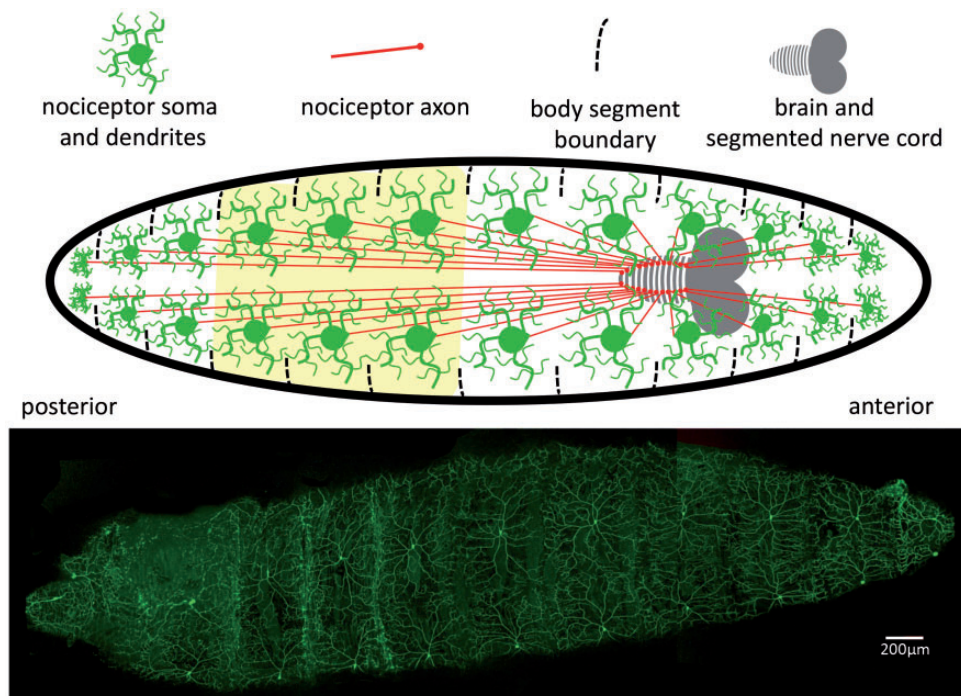 nociceptor soma
and dendrites
nociceptor axon
body segment
boundary
brain and
segmented nerve cord
posterior
anterior
200µm